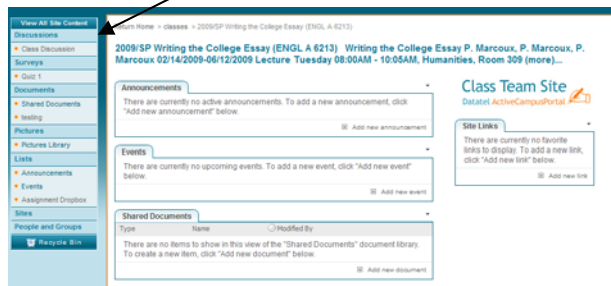 View All Site Content
Discussions
Class Discussion
Surveys
Quiz 1
Documents
Shared Documents
testing
Pictures
Pictures Library
Lists
Announcements
Events
Assignment Dropbox
Sites
People and Groups
Recycle Bin
Return Home > classes > 2009/SP Writing the College Essay (ENGL A 6213)
2009/SP Writing the College Essay (ENGL A 6213) Writing the College Essay P. Marcoux, P. Marcoux, P.
Marcoux 02/14/2009-06/12/2009 Lecture Tuesday 08:00AM - 10:05AM, Humanities, Room 309 (more)...
Announcements
There are currently no active announcements. To add a new announcement, click
"Add new announcement" below.
Add new announcement
Events
There are currently no upcoming events. To add a new event, click "Add new event"
below.
Add new event
Shared Documents
Type Name Modified By
There are no items to show in this view of the "Shared Documents" document library.
To create a new item, click "Add new document" below.
Add new document
Class Team Site
Datatel ActiveCampusPortal
Site Links
There are currently no favorite
links to display. To add a new link,
click "Add new link" below.
Add new link